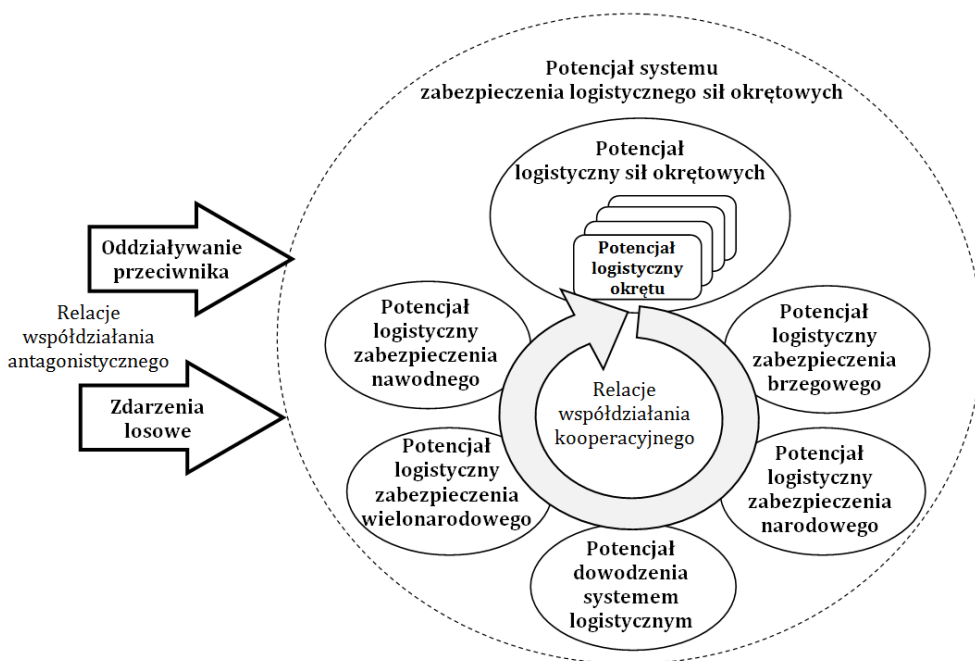 Potencjał systemu
zabezpieczenia logistycznego sił okrętowych
Potencjał
logistyczny sił okrętowych
Potencjał
logistyczny
okrętu
Oddziaływanie
przeciwnika
Relacje
współdziałania
antagonistycznego
Zdarzenia
losowe
Potencjał
logistyczny
zabezpieczenia
nawodnego
Potencjał
logistyczny
zabezpieczenia
brzegowego
Relacje
współdziałania
kooperacyjnego
Potencjał
logistyczny
zabezpieczenia
wielonarodowego
Potencjał
logistyczny
zabezpieczenia
narodowego
Potencjał
dowodzenia
systemem
logistycznym